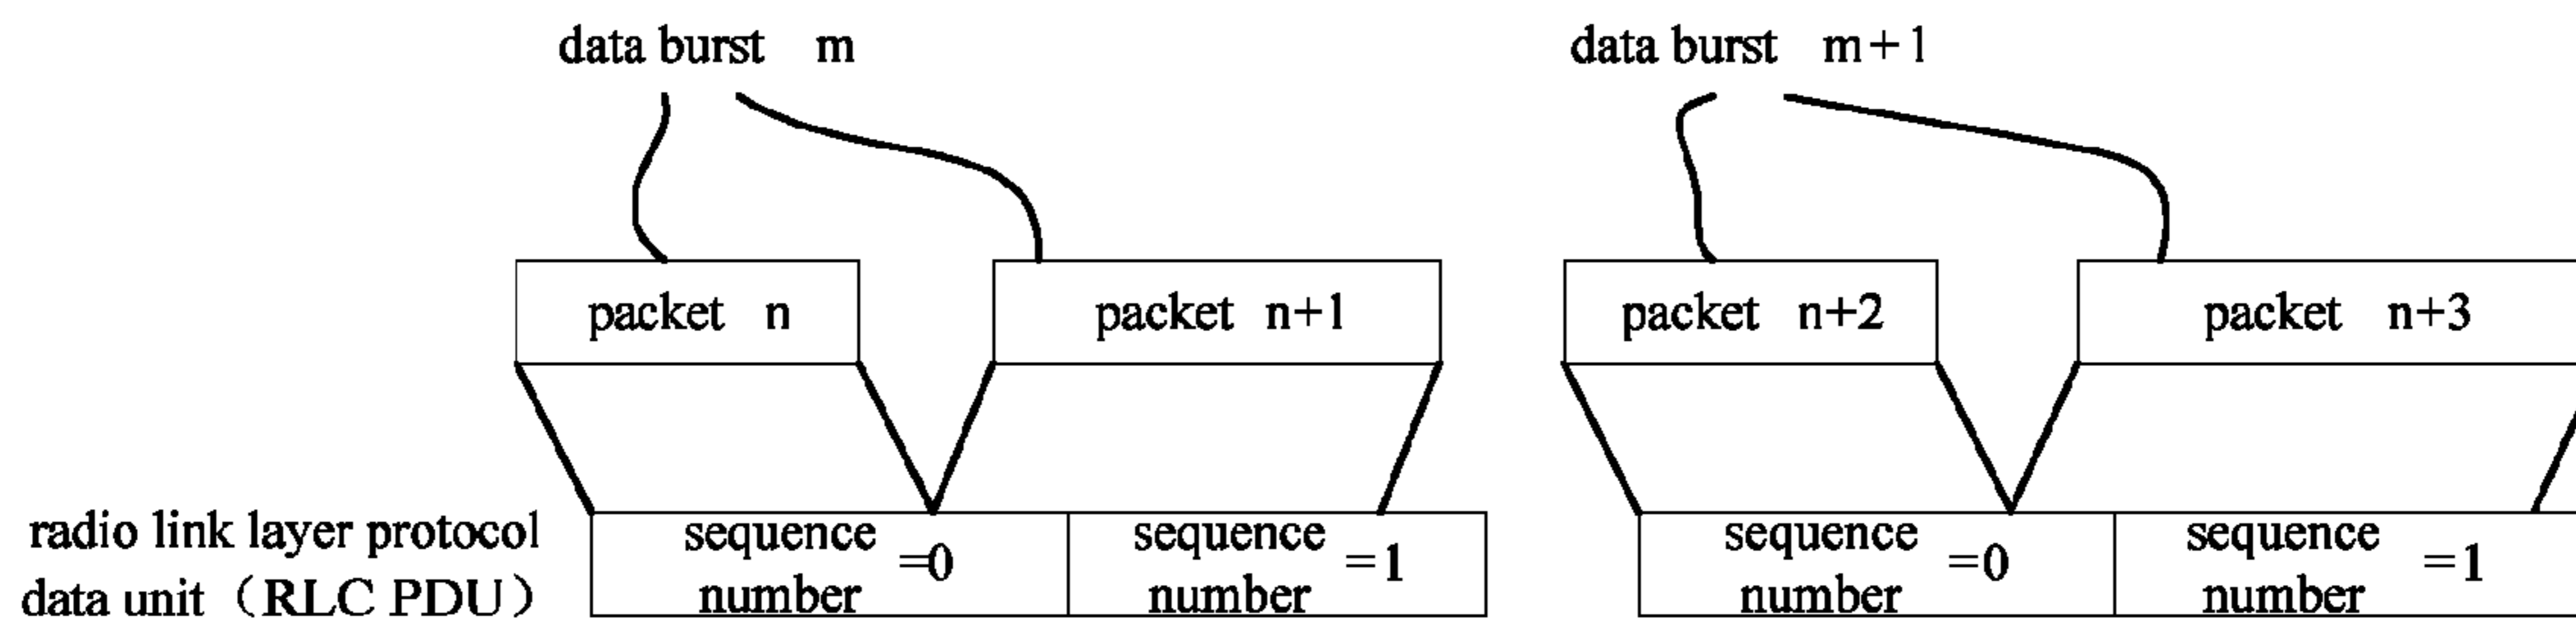 data burst m
data burst m+1
packet n
packet n+1
packet n+2
packet n+3
radio link layer protocol
data unit（RLC PDU）
sequence
number
=0
sequence
number
=1
sequence
number
=0
sequence
number
=1